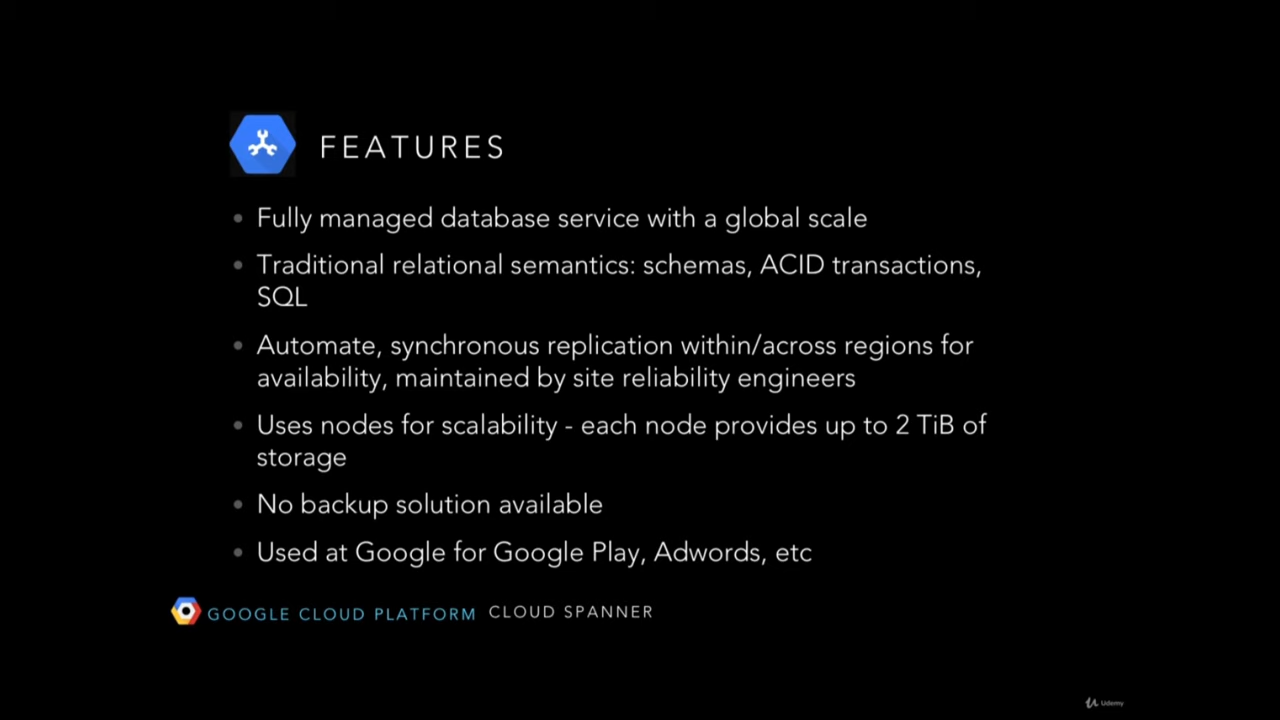 FEATURES
• Fully managed database service with a global scale
• Traditional relational semantics: schemas, ACID transactions,
SQL
• Automate, synchronous replication within/across regions for
availability, maintained by site reliability engineers
• Uses nodes for scalability - each node provides up to 2 TiB of
storage
• No backup solution available
• Used at Google for Google Play, Adwords, etc
GOOGLE CLOUD PLATFORM CLOUD SPANNER
Udemy